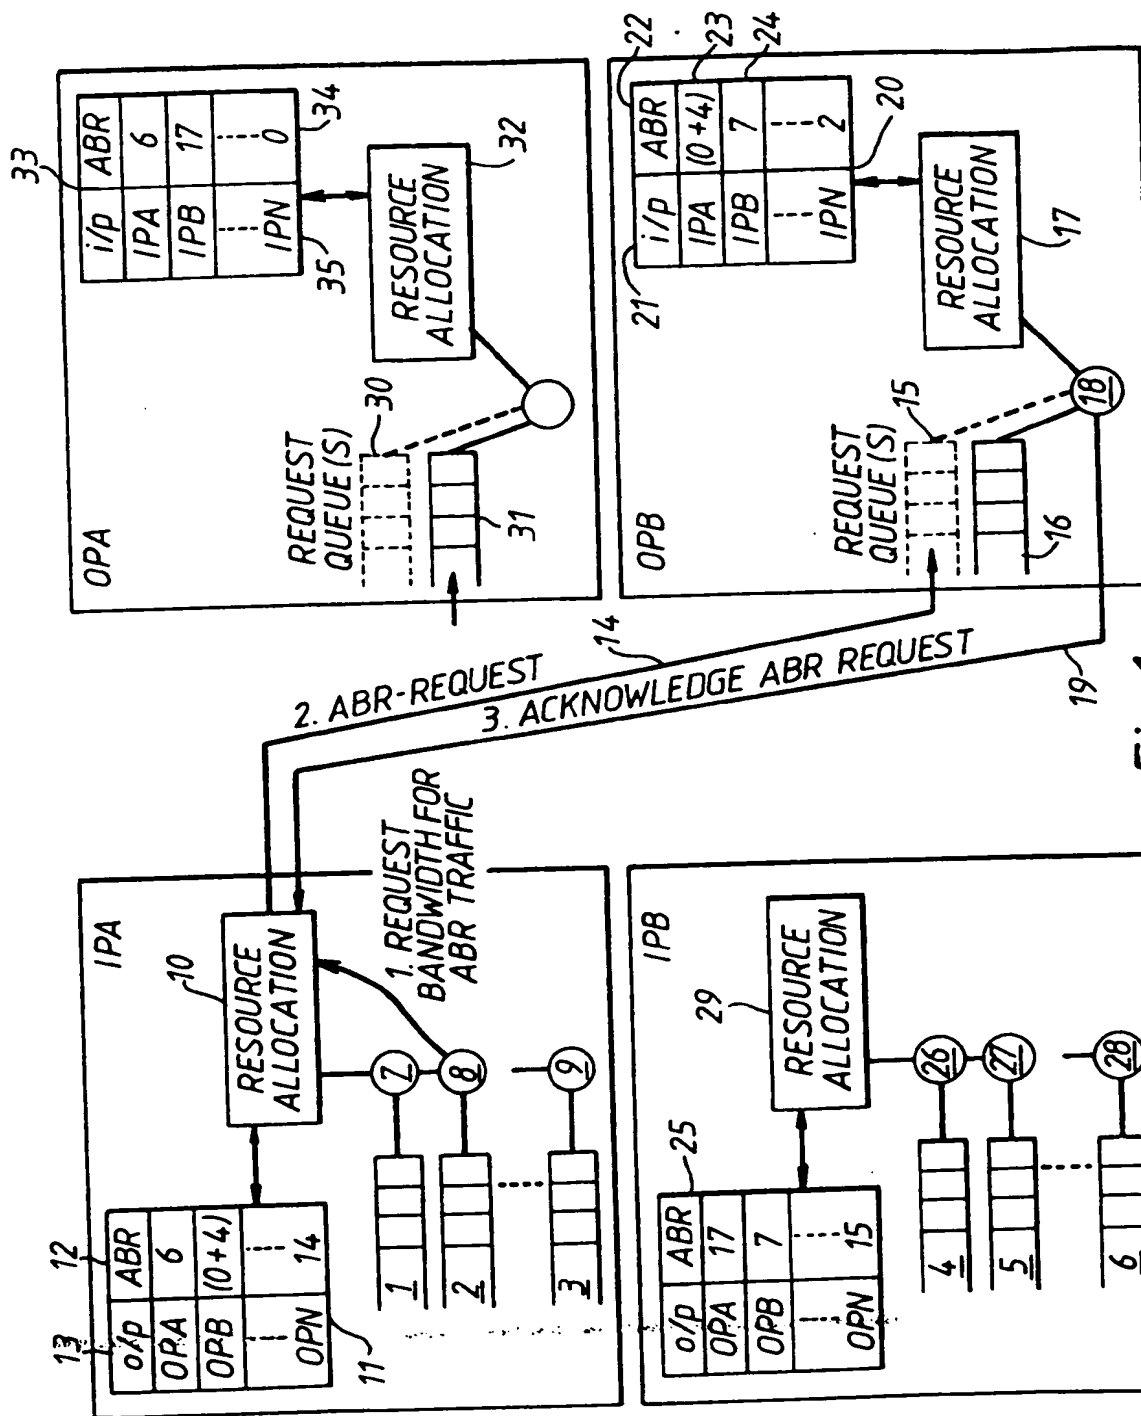 IPA
13
12
o/p ABR
OPA 6
OPB (0+4)
OPN 14
11
10
RESOURCE
ALLOCATION
7
8
9
1
2
3
1. REQUEST
BANDWIDTH FOR
ABR TRAFFIC
2. ABR-REQUEST
14
3. ACKNOWLEDGE ABR REQUEST
19
IPB
25
o/p ABR
OPA 17
OPB 7
OPN 15
29
RESOURCE
ALLOCATION
26
27
28
4
5
6
OPA
REQUEST
QUEUE(S)
30
31
33
i/p ABR
IPA 6
IPB 17
IPN 0
34
35
RESOURCE
ALLOCATION
32
OPB
REQUEST
QUEUE(S)
15
16
18
21
22
i/p ABR
IPA (0+4)
23
IPB 7
24
IPN 2
20
RESOURCE
ALLOCATION
17